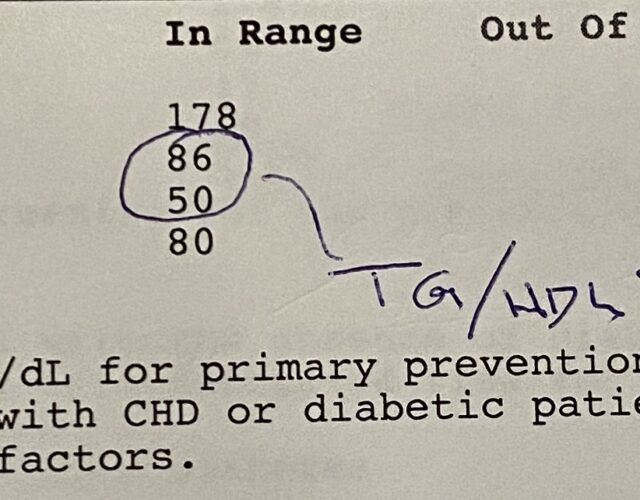 In Range Out Of
178
86
50
80
TG/HDL
/dL for primary prevention
with CHD or diabetic patie
factors.